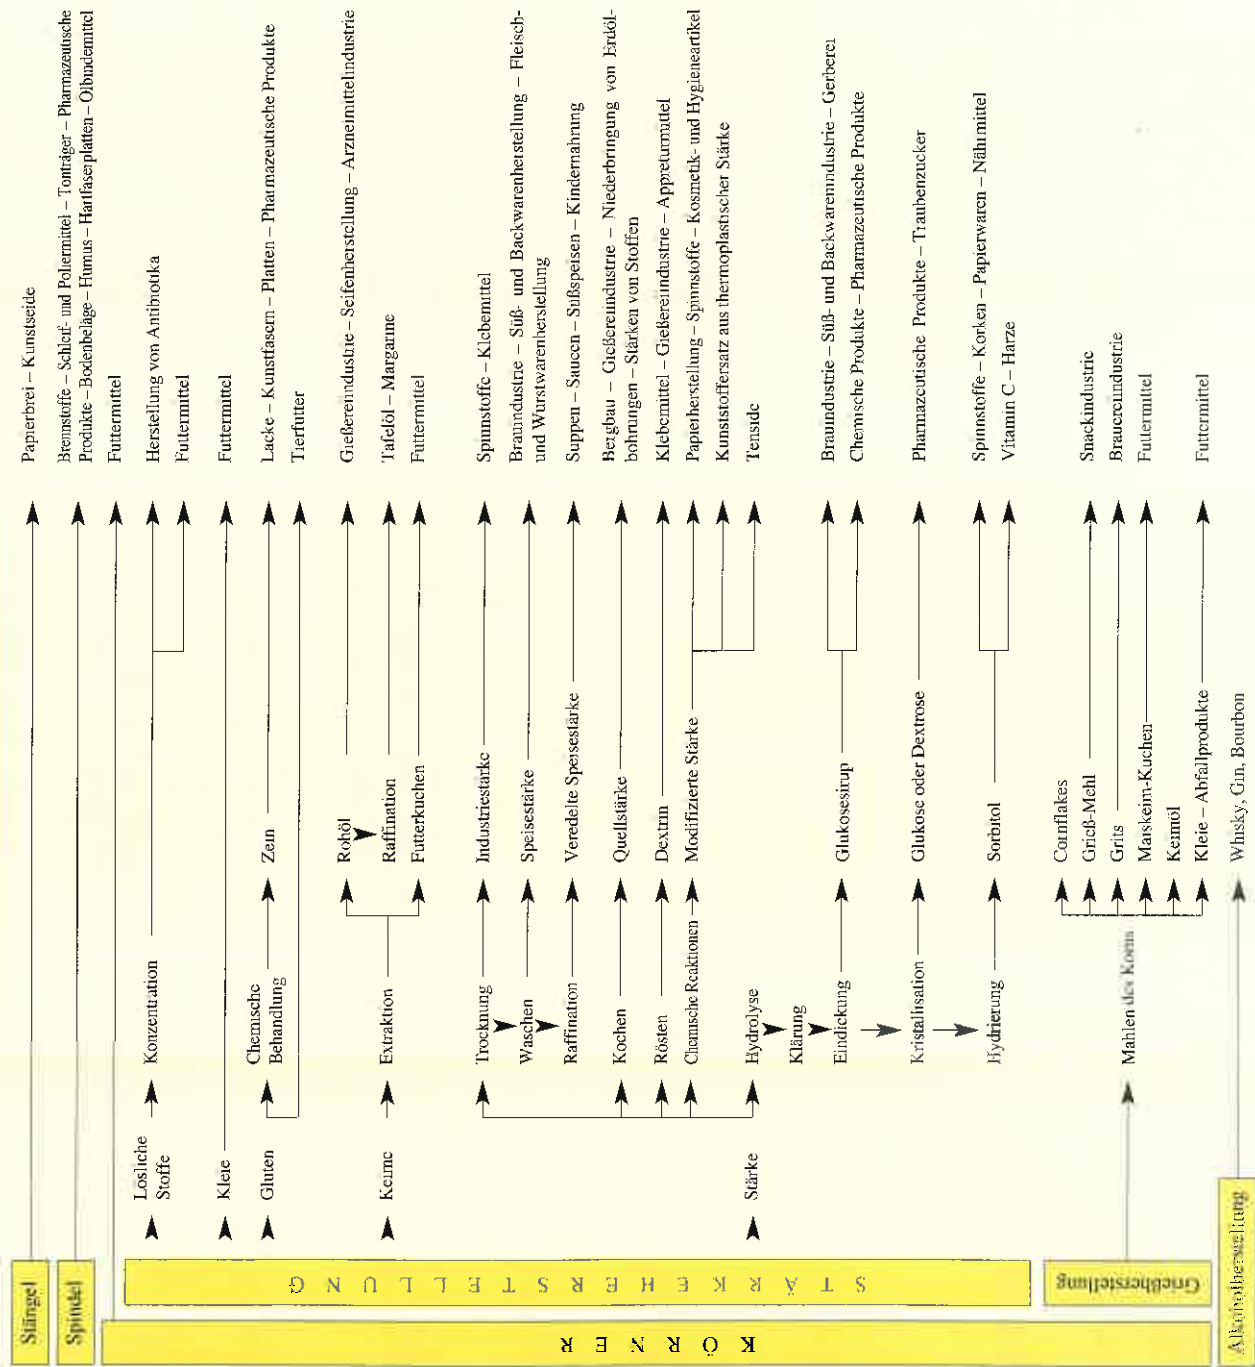 Stängel
Papierbrei – Kunstseide
Spindel
Brennstoffe – Schleif- und Poliermittel – Tonträger – Pharmazeutische
Produkte – Bodenbeläge – Humus – Hartfaserplatten – Ölbindemittel
KÖRNER
Futtermittel
STÄRKEHERSTELLUNG
Lösliche
Stoffe
Konzentration
Herstellung von Antibiotika
Futtermittel
Kleie
Futtermittel
Gluten
Chemische
Behandlung
Zein
Lacke – Kunstfasern – Platten – Pharmazeutische Produkte
Tierfutter
Keime
Extraktion
Rohöl
Gießereiindustrie – Seifenherstellung – Arzneimittelindustrie
Raffination
Tafelöl – Margarine
Futterkuchen
Futtermittel
Stärke
Trocknung
Industriestärke
Spinnstoffe – Klebemittel
Waschen
Speisestärke
Brauindustrie – Süß- und Backwarenherstellung – Fleisch-
und Wurstwarenherstellung
Raffination
Veredelte Speisestärke
Suppen – Saucen – Süßspeisen – Kindernahrung
Kochen
Quellstärke
Bergbau – Gießereiindustrie – Niederbringung von Erdöl-
bohrungen – Stärken von Stoffen
Rösten
Dextrin
Klebemittel – Gießereiindustrie – Appreturmittel
Chemische Reaktionen
Modifizierte Stärke
Papierherstellung – Spinnstoffe – Kosmetik- und Hygieneartikel
Kunststoffersatz aus thermoplastischer Stärke
Tenside
Hydrolyse
Klärung
Eindickung
Glukosesirup
Brauindustrie – Süß- und Backwarenindustrie – Gerberei
Chemische Produkte – Pharmazeutische Produkte
Kristallisation
Glukose oder Dextrose
Pharmazeutische Produkte – Traubenzucker
Hydrierung
Sorbitol
Spinnstoffe – Korken – Papierwaren – Nährmittel
Vitamin C – Harze
Grießherstellung
Mahlen des Korns
Cornflakes
Grieß-Mehl
Snackindustrie
Grits
Brauereiindustrie
Maiskeim-Kuchen
Futtermittel
Keimöl
Kleie – Abfallprodukte
Futtermittel
Alkoholherstellung
Whisky, Gin, Bourbon